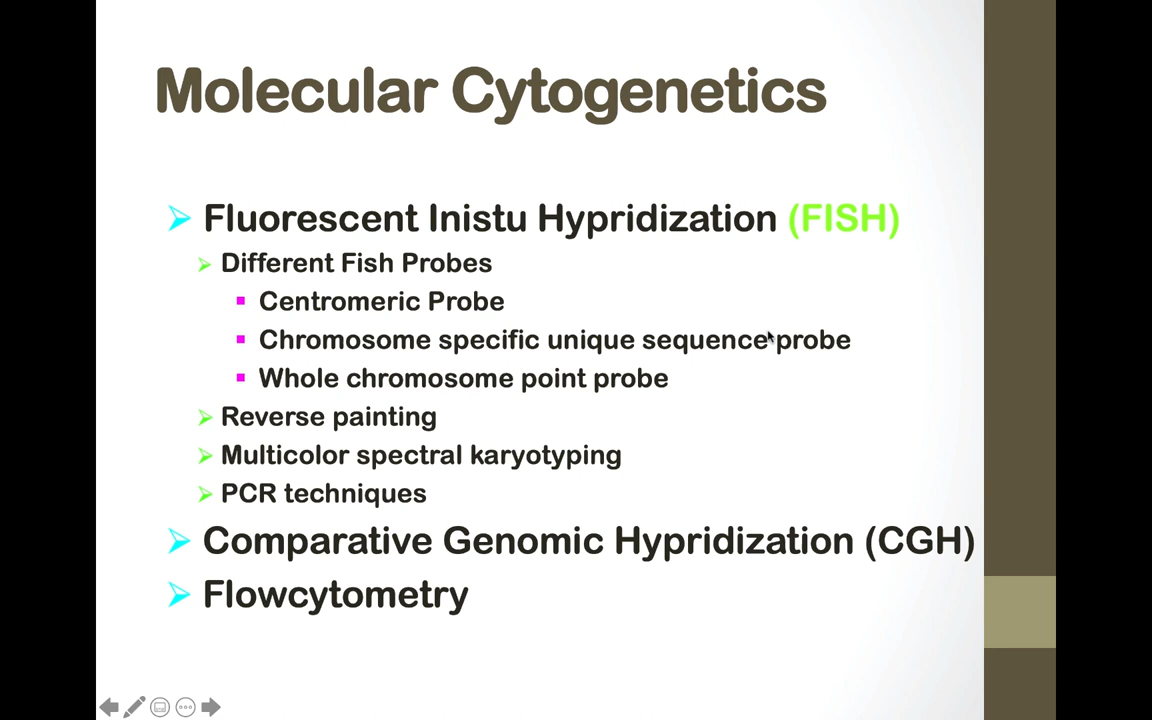 Molecular Cytogenetics
Fluorescent Inistu Hypridization (FISH)
Different Fish Probes
Centromeric Probe
Chromosome specific unique sequence probe
Whole chromosome point probe
Reverse painting
Multicolor spectral karyotyping
PCR techniques
Comparative Genomic Hypridization (CGH)
Flowcytometry